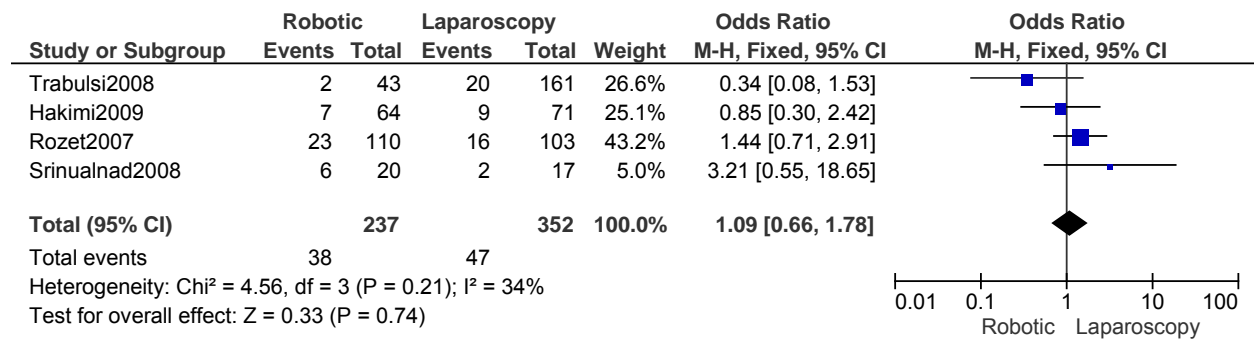 Robotic Laparoscopy Odds Ratio Odds Ratio
Study or Subgroup Events Total Events Total Weight M-H, Fixed, 95% CI M-H, Fixed, 95% CI
Trabulsi2008 2 43 20 161 26.6% 0.34 [0.08, 1.53]
Hakimi2009 7 64 9 71 25.1% 0.85 [0.30, 2.42]
Rozet2007 23 110 16 103 43.2% 1.44 [0.71, 2.91]
Srinualnad2008 6 20 2 17 5.0% 3.21 [0.55, 18.65]
Total (95% CI) 237 352 100.0% 1.09 [0.66, 1.78]
Total events 38 47
Heterogeneity: Chi² = 4.56, df = 3 (P = 0.21); I² = 34%
Test for overall effect: Z = 0.33 (P = 0.74)
0.01 0.1 1 10 100
Robotic Laparoscopy